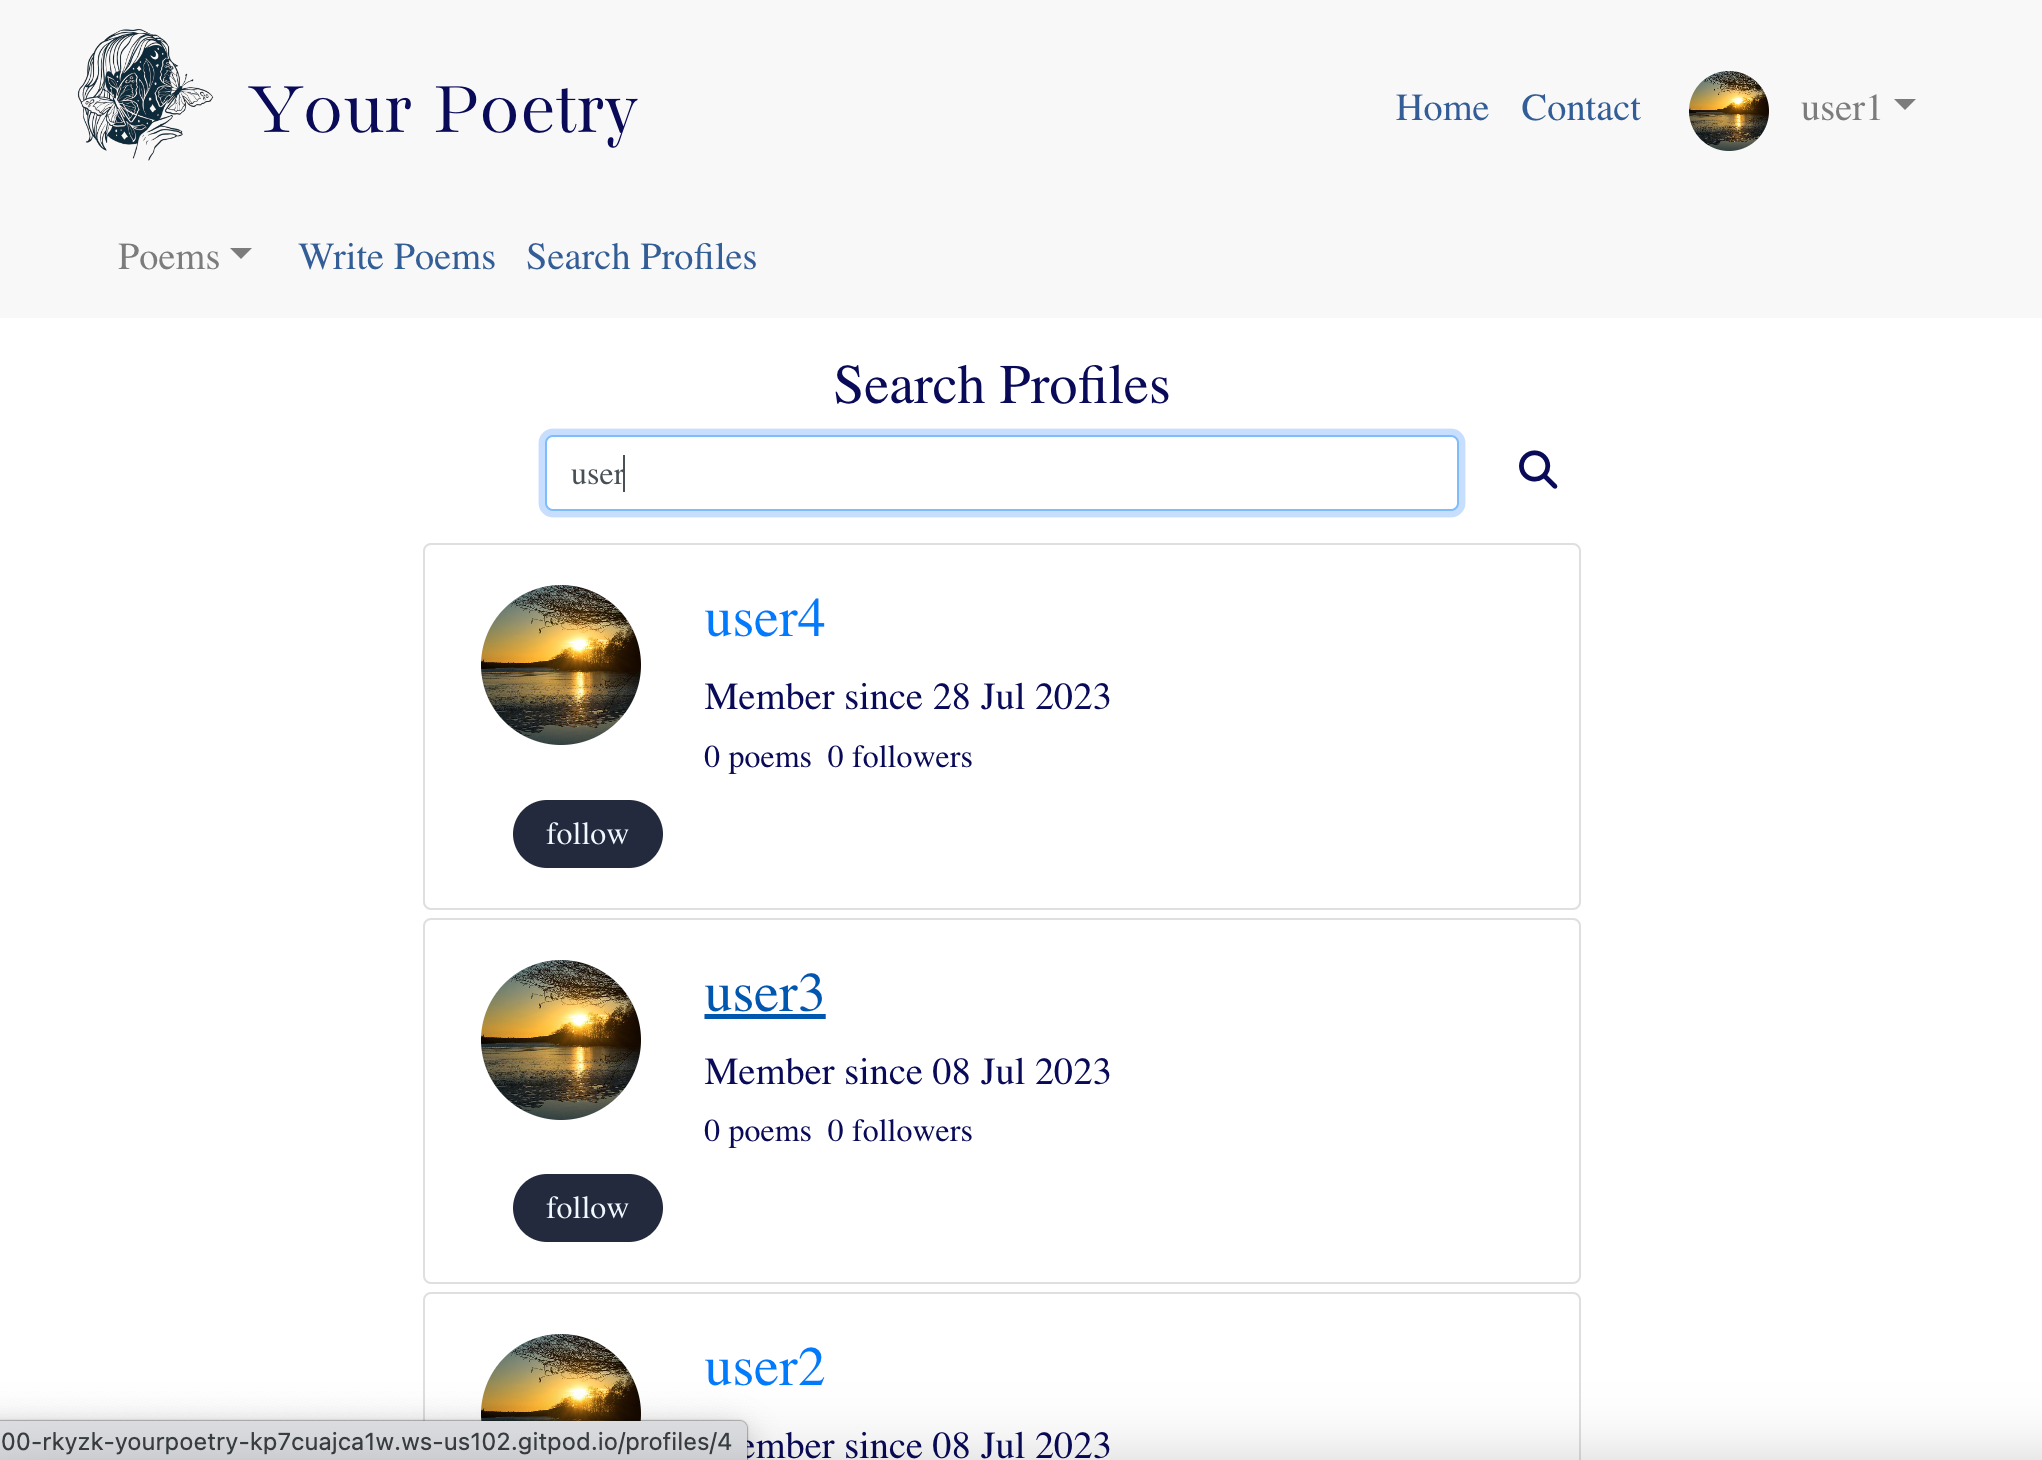 Your Poetry
Home Contact user1
Poems Write Poems Search Profiles
Search Profiles
user
user4
Member since 28 Jul 2023
0 poems 0 followers
follow
user3
Member since 08 Jul 2023
0 poems 0 followers
follow
user2
ember since 08 Jul 2023
00-rkyzk-yourpoetry-kp7cuajca1w.ws-us102.gitpod.io/profiles/4